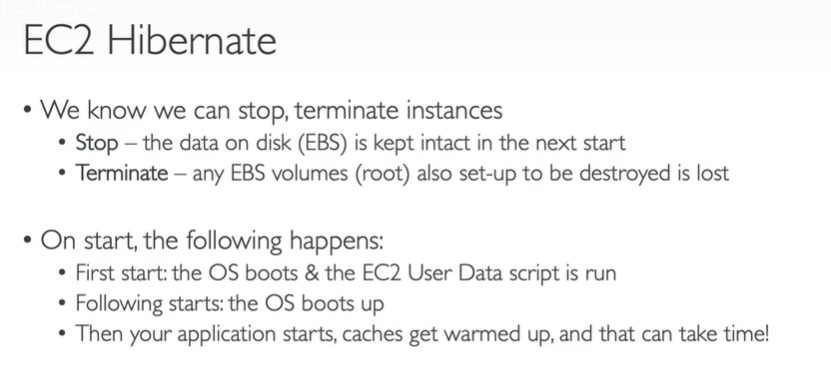 EC2 Hibernate
EC2 Hibernate
• We know we can stop, terminate instances
• Stop – the data on disk (EBS) is kept intact in the next start
• Terminate – any EBS volumes (root) also set-up to be destroyed is lost
• On start, the following happens:
• First start: the OS boots & the EC2 User Data script is run
• Following starts: the OS boots up
• Then your application starts, caches get warmed up, and that can take time!